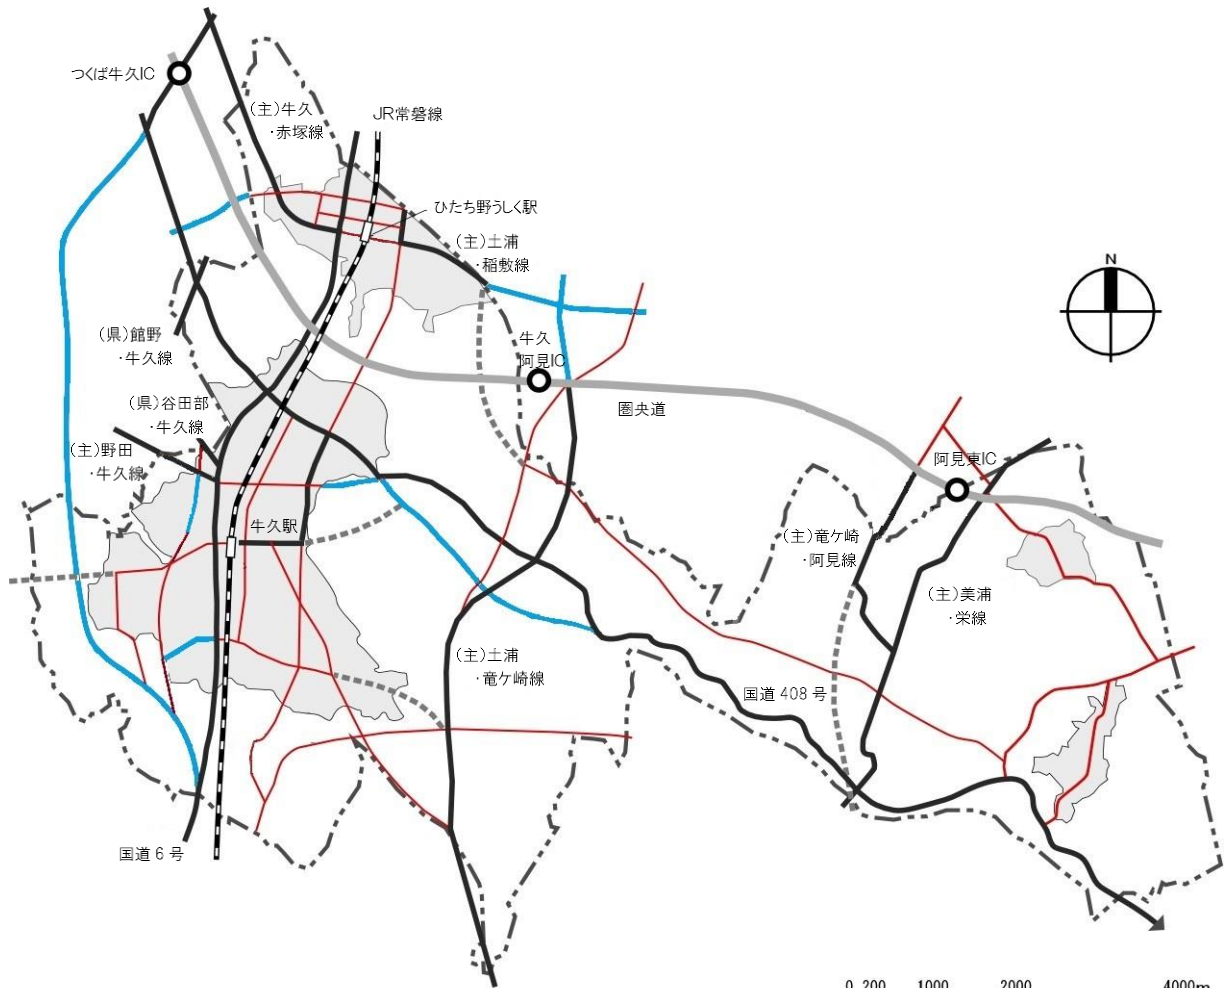 つくば牛久IC
(主)牛久
・赤塚線
JR常磐線
ひたち野うしく駅
(主)土浦
・稲敷線
N
(県)館野
・牛久線
牛久
阿見IC
圏央道
(県)谷田部
・牛久線
(主)野田
・牛久線
阿見東IC
牛久駅
(主)竜ケ崎
・阿見線
(主)美浦
・栄線
(主)土浦
・竜ケ崎線
国道408号
国道6号
0 200 1000 2000 4000m